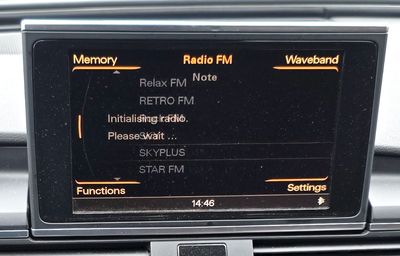 Memory
Radio FM
Waveband
Note
Relax FM
RETRO FM
Initialising radio.
Please wait ...
SKYPLUS
STAR FM
Functions
Settings
14:46